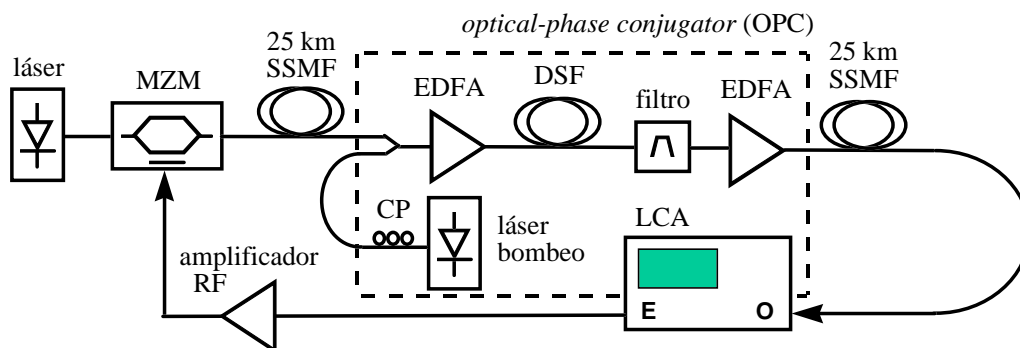 optical-phase conjugator (OPC)
láser
MZM
25 km
SSMF
EDFA
DSF
filtro
EDFA
25 km
SSMF
CP
láser
bombeo
LCA
E
O
amplificador
RF